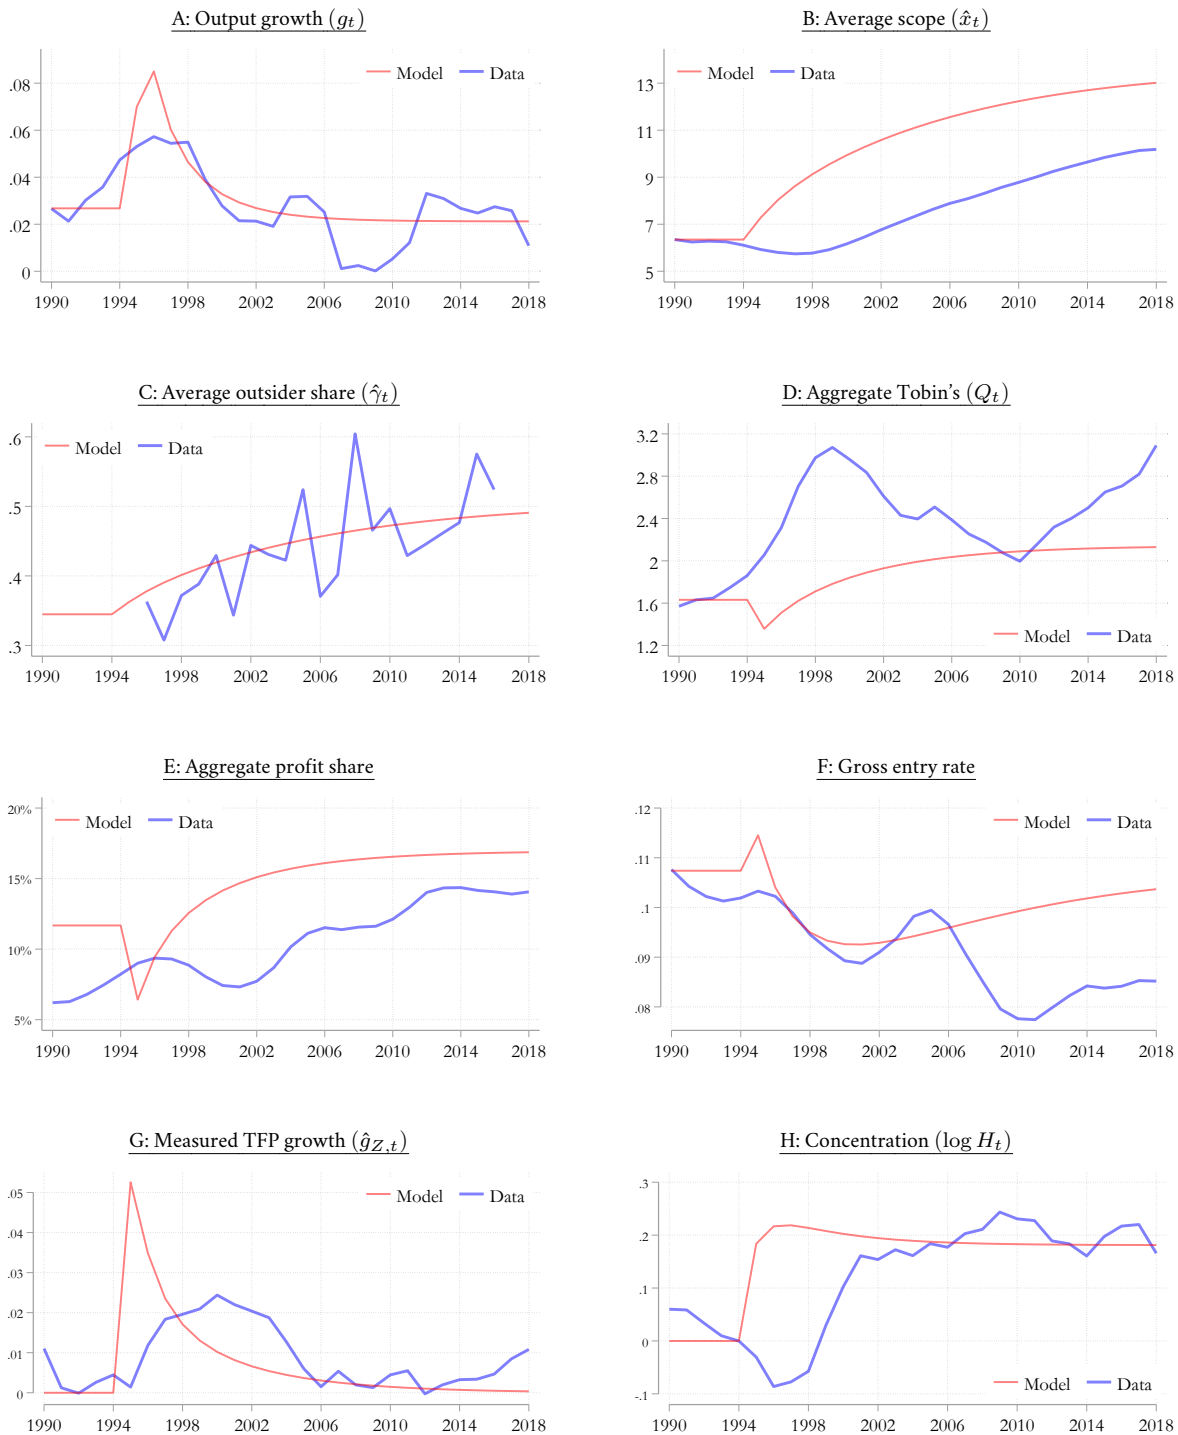 A: Output growth (g_t)
Model Data
.08
.06
.04
.02
0
1990 1994 1998 2002 2006 2010 2014 2018
B: Average scope (x̂_t)
Model Data
13
11
9
7
5
1990 1994 1998 2002 2006 2010 2014 2018
C: Average outsider share (γ̂_t)
Model Data
.6
.5
.4
.3
1990 1994 1998 2002 2006 2010 2014 2018
D: Aggregate Tobin's (Q_t)
3.2
2.8
2.4
2
1.6
1.2
Model Data
1990 1994 1998 2002 2006 2010 2014 2018
E: Aggregate profit share
20%
Model Data
15%
10%
5%
1990 1994 1998 2002 2006 2010 2014 2018
F: Gross entry rate
.12
Model Data
.11
.1
.09
.08
1990 1994 1998 2002 2006 2010 2014 2018
G: Measured TFP growth (ĝ_{Z,t})
Model Data
.05
.04
.03
.02
.01
0
1990 1994 1998 2002 2006 2010 2014 2018
H: Concentration (log H_t)
.3
.2
.1
0
-.1
Model Data
1990 1994 1998 2002 2006 2010 2014 2018